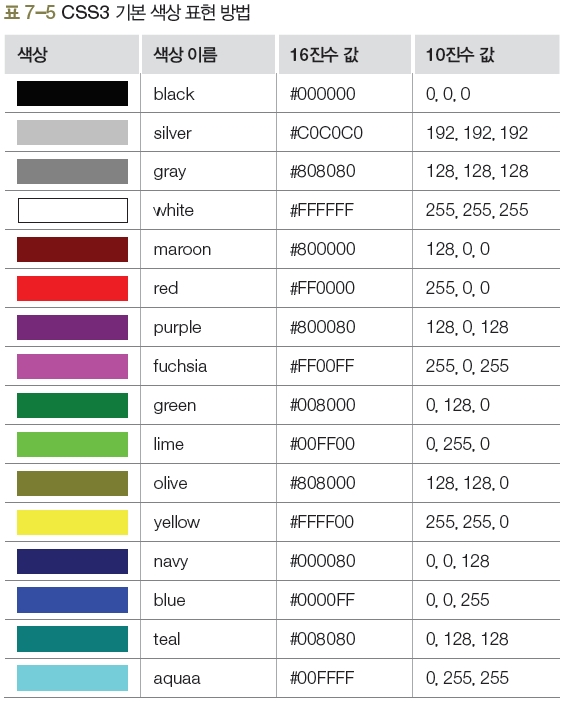 표 7-5 CSS3 기본 색상 표현 방법
색상 색상 이름 16진수 값 10진수 값
black #000000 0, 0, 0
silver #C0C0C0 192, 192, 192
gray #808080 128, 128, 128
white #FFFFFF 255, 255, 255
maroon #800000 128, 0, 0
red #FF0000 255, 0, 0
purple #800080 128, 0, 128
fuchsia #FF00FF 255, 0, 255
green #008000 0, 128, 0
lime #00FF00 0, 255, 0
olive #808000 128, 128, 0
yellow #FFFF00 255, 255, 0
navy #000080 0, 0, 128
blue #0000FF 0, 0, 255
teal #008080 0, 128, 128
aquaa #00FFFF 0, 255, 255